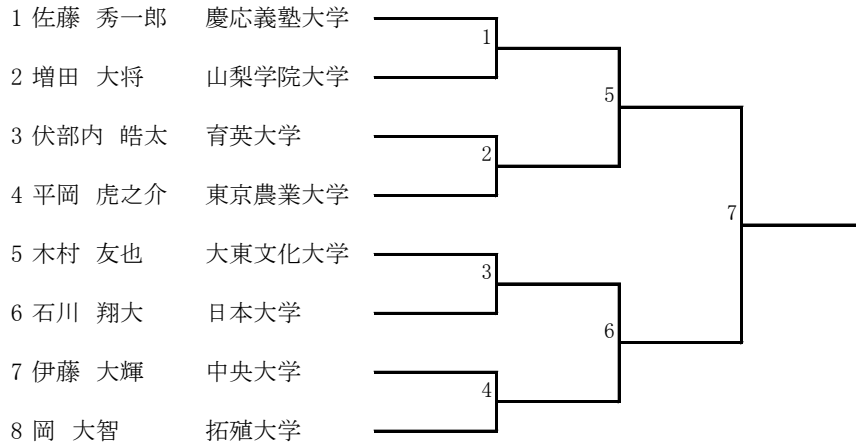 1 佐藤 秀一郎 慶応義塾大学
1
2 増田 大将 山梨学院大学
5
3 伏部内 皓太 育英大学
2
4 平岡 虎之介 東京農業大学
7
5 木村 友也 大東文化大学
3
6 石川 翔大 日本大学
6
7 伊藤 大輝 中央大学
4
8 岡 大智 拓殖大学